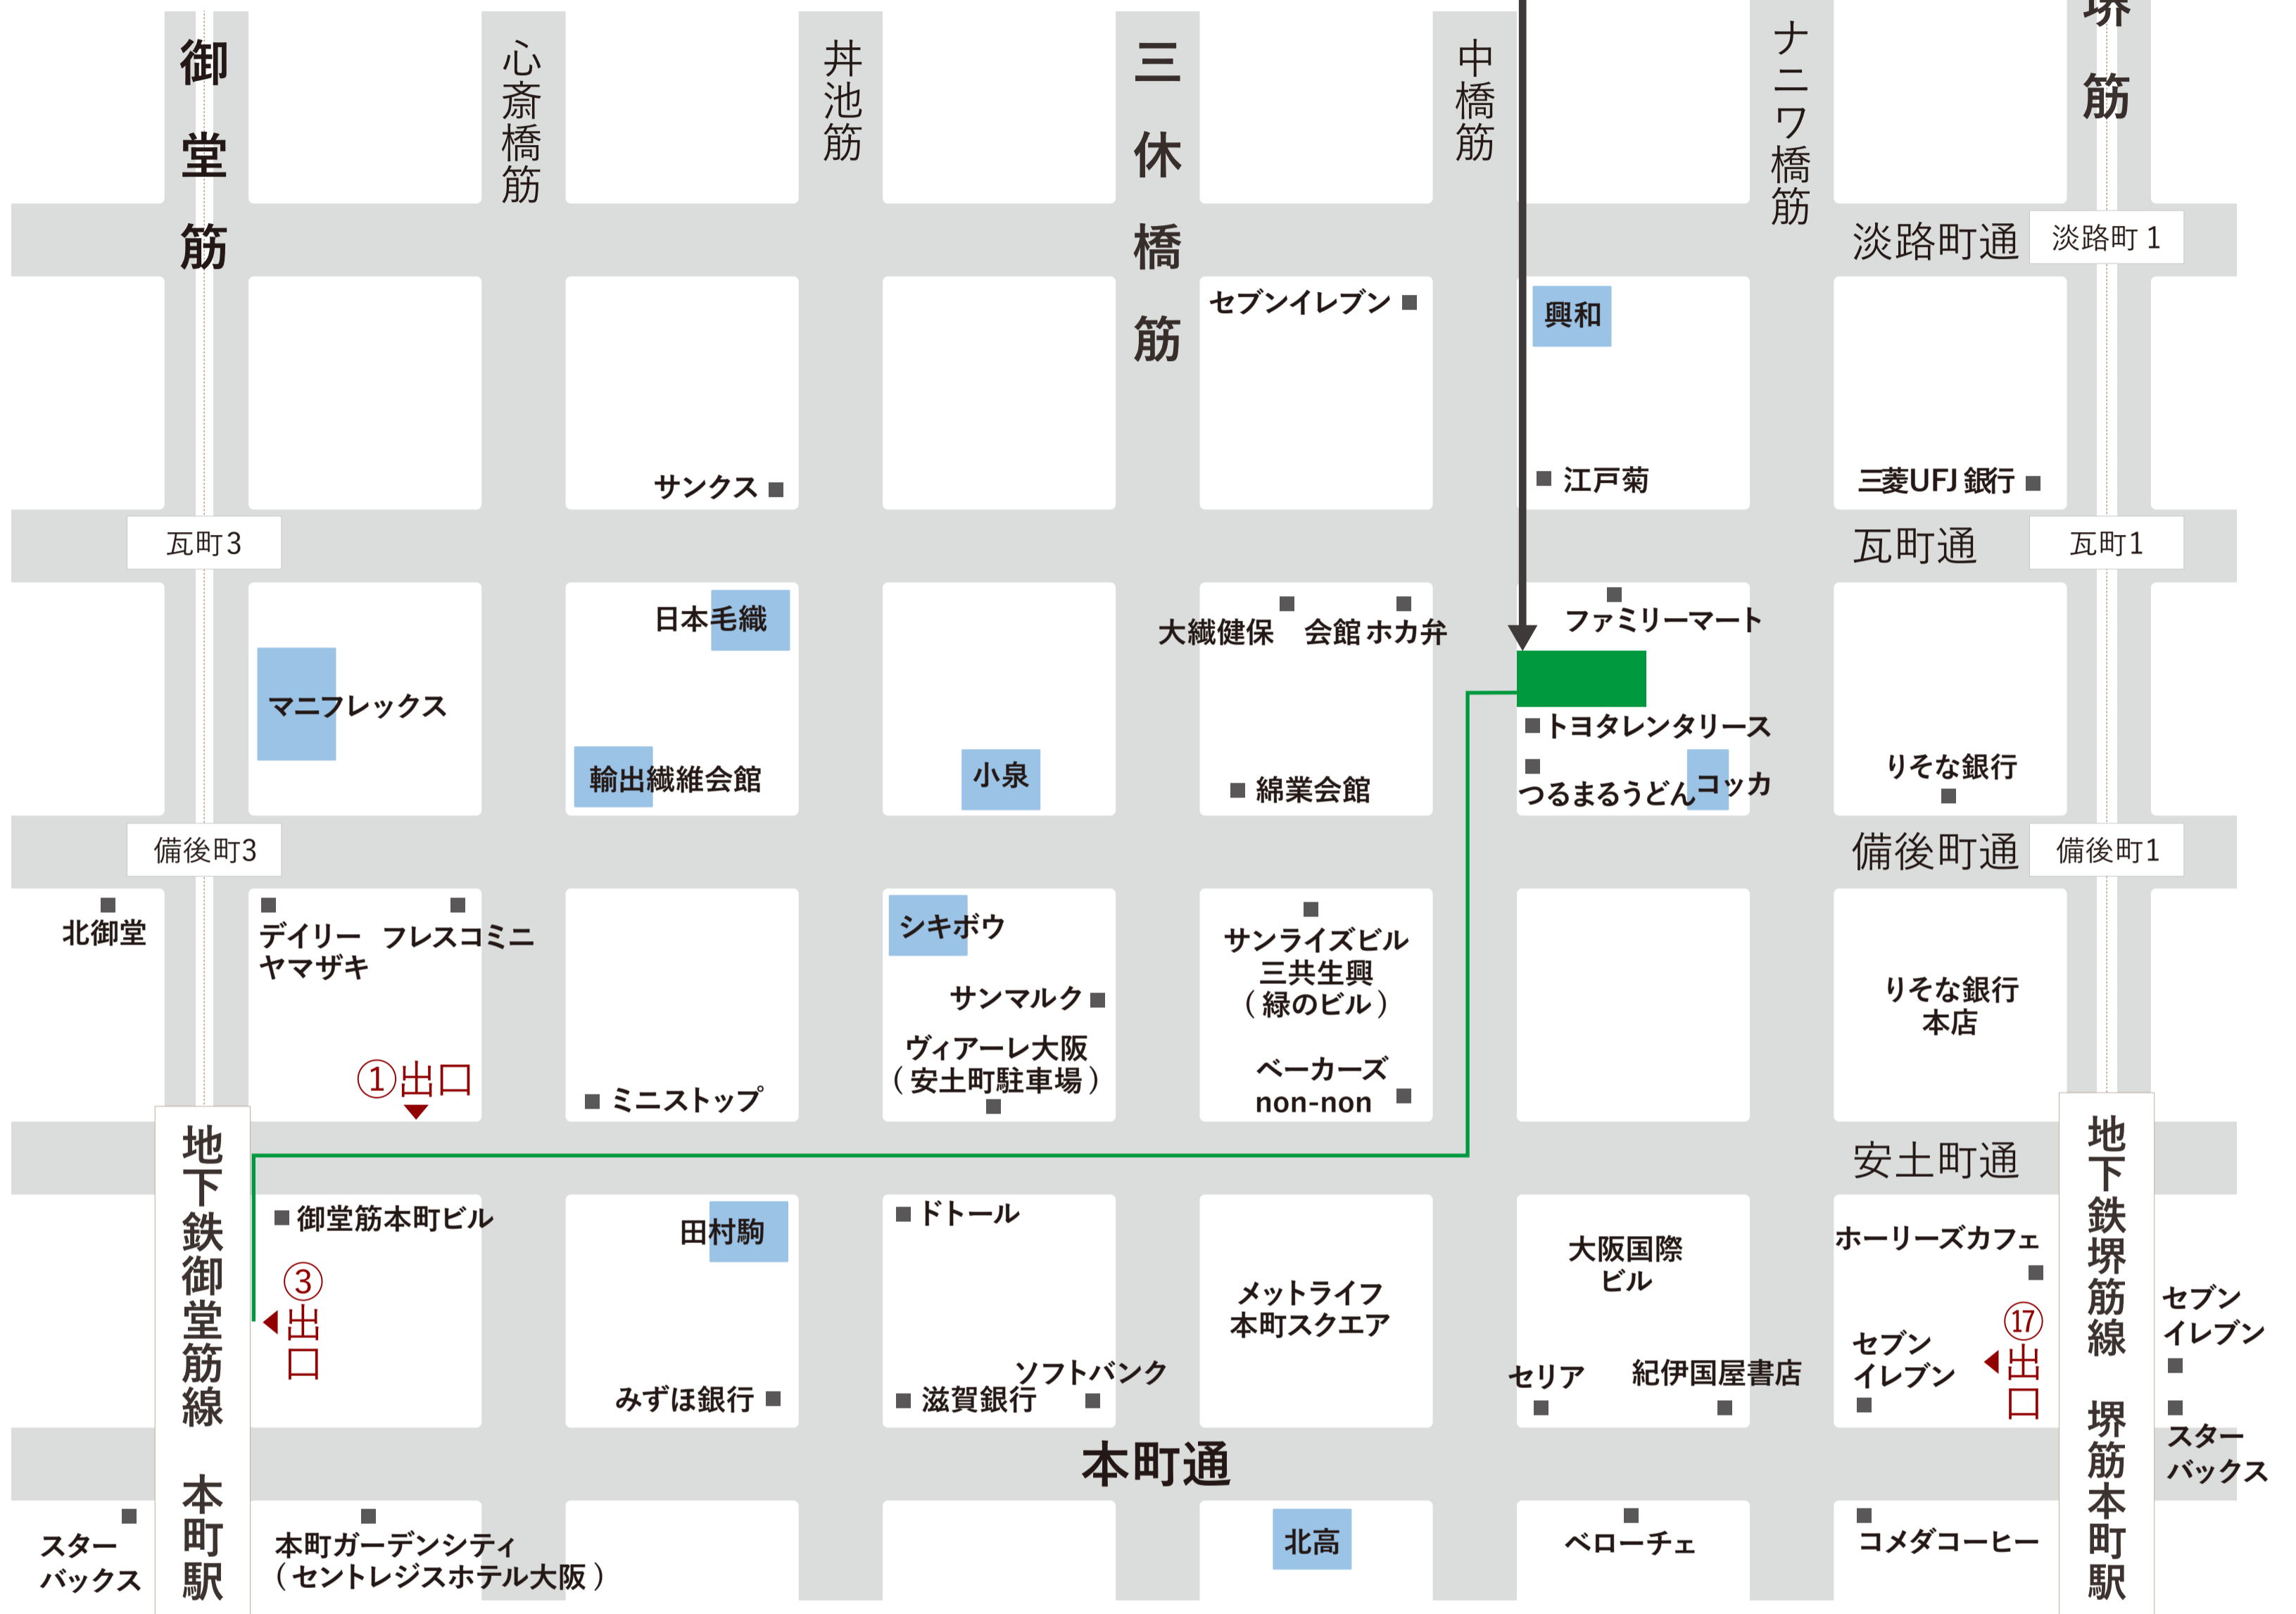 御堂筋
心斎橋筋
丼池筋
三休橋筋
中橋筋
ナニワ橋筋
堺筋
淡路町通
淡路町1
セブンイレブン
興和
サンクス
江戸菊
三菱UFJ銀行
瓦町3
瓦町通
瓦町1
日本毛織
大繊健保
会館
ホカ弁
ファミリーマート
マニフレックス
トヨタレンタリース
輸出繊維会館
小泉
綿業会館
つるまるうどん
コッカ
りそな銀行
備後町3
備後町通
備後町1
北御堂
デイリー
ヤマザキ
フレスコミニ
シキボウ
サンマルク
ヴィアーレ大阪
(安土町駐車場)
サンライズビル
三共生興
(緑のビル)
ベーカーズ
non-non
りそな銀行
本店
①出口
ミニストップ
安土町通
地下鉄御堂筋線 本町駅
御堂筋本町ビル
③出口
田村駒
ドトール
メットライフ
本町スクエア
大阪国際
ビル
ホーリーズカフェ
地下鉄堺筋線 堺筋本町駅
セブン
イレブン
⑰出口
セブン
イレブン
みずほ銀行
滋賀銀行
ソフトバンク
セリア
紀伊国屋書店
スター
バックス
本町通
スター
バックス
本町ガーデンシティ
(セントレジスホテル大阪)
北高
ベローチェ
コメダコーヒー